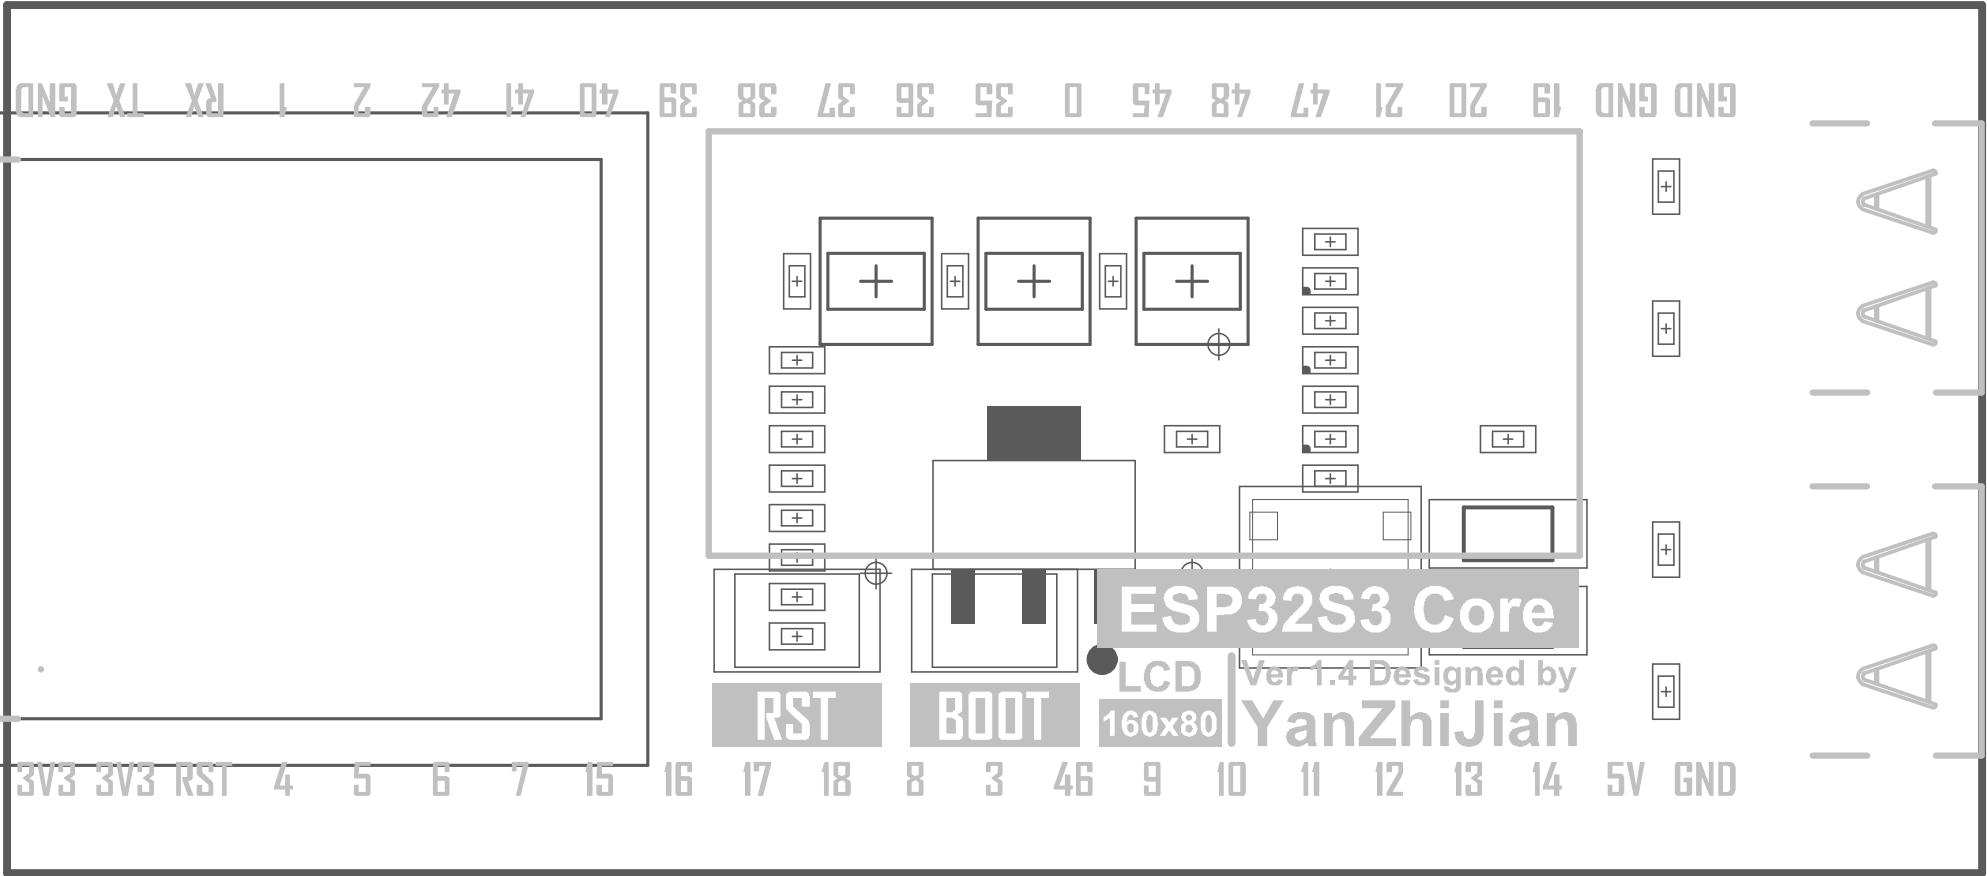 GND TX RX 1 2 42 41 40 39 38 37 36 35 0 45 48 47 21 20 19 GND GND
ESP32S3 Core
LCD
160x80
Ver 1.4 Designed by
YanZhiJian
RST
BOOT
3V3 3V3 RST 4 5 6 7 15 16 17 18 8 3 46 9 10 11 12 13 14 5V GND